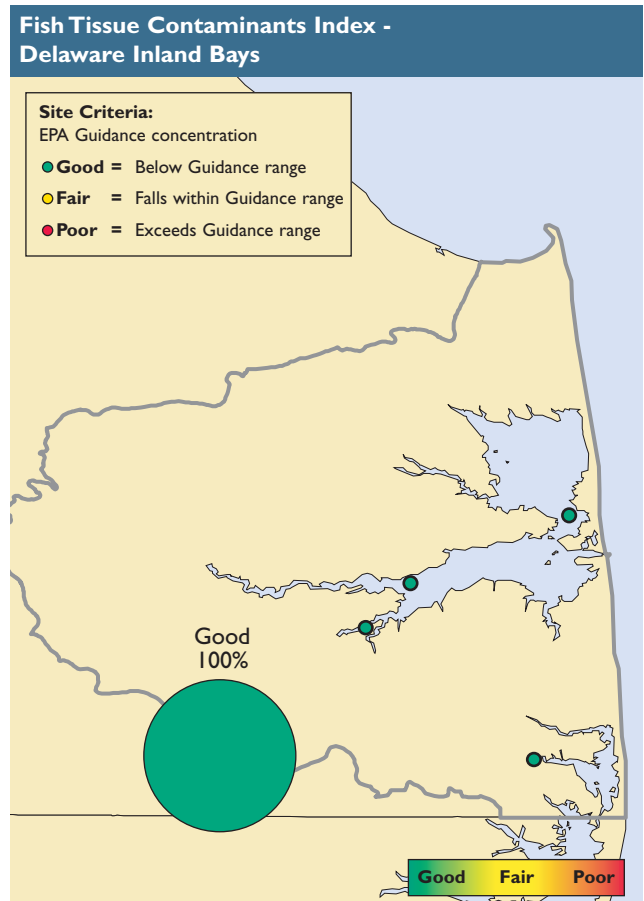 Fish Tissue Contaminants Index -
Delaware Inland Bays
Site Criteria:
EPA Guidance concentration
Good = Below Guidance range
Fair = Falls within Guidance range
Poor = Exceeds Guidance range
Good
100%
Good Fair Poor